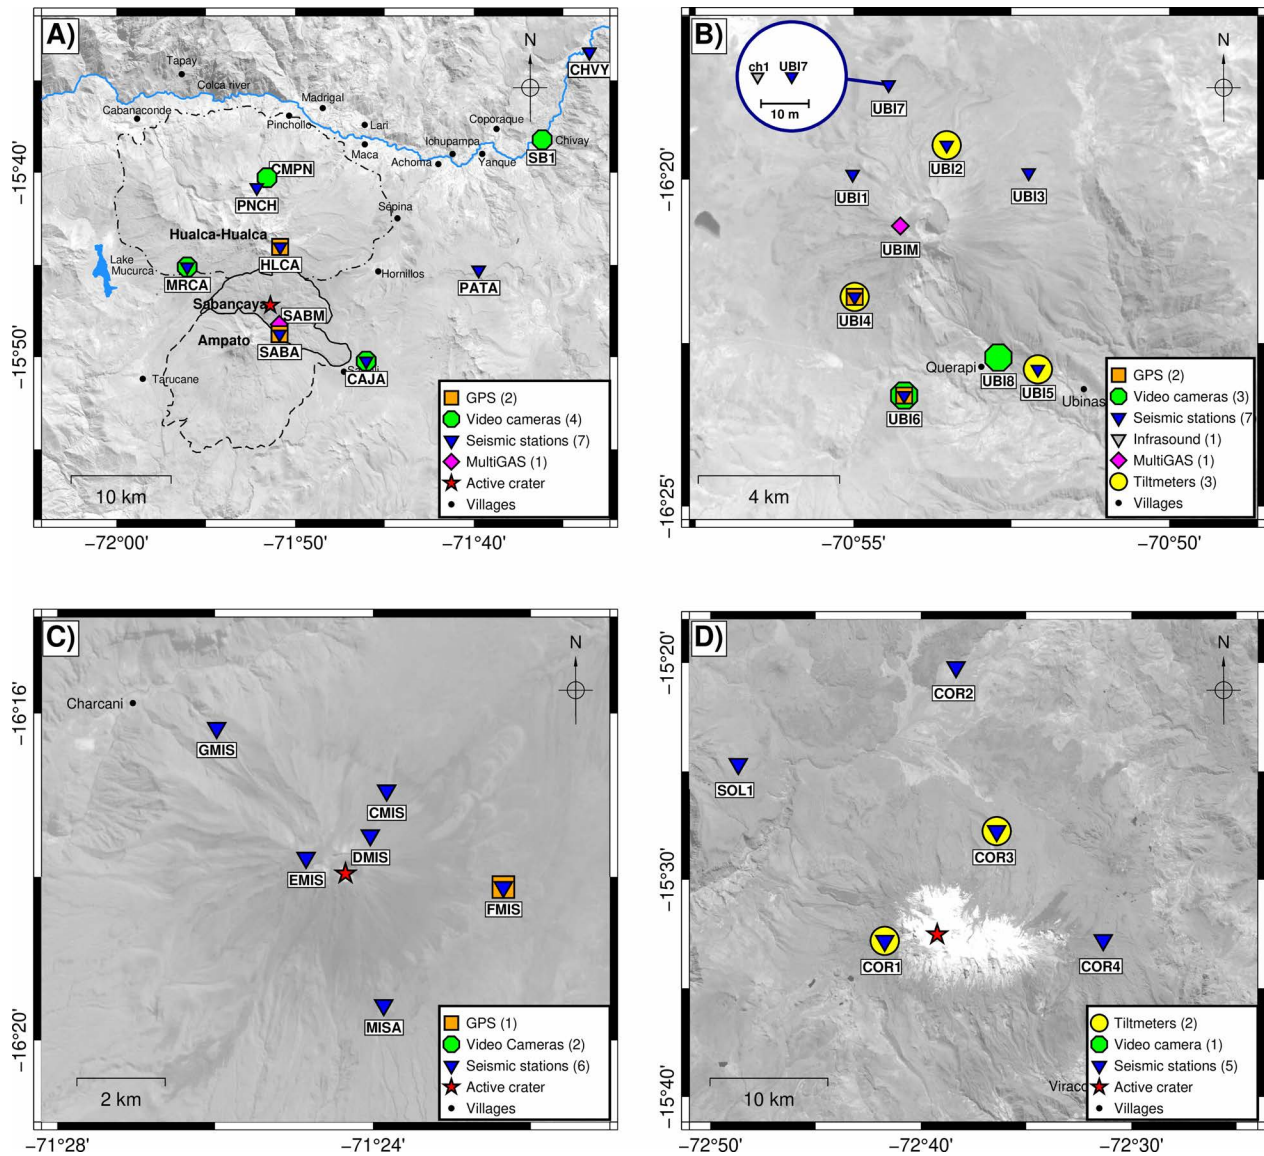 A)
N
CHVY
Tapay
Colca river
Cabanaconde
Madrigal
Pinchollo
Lari
Maca
Coporaque
Ichupampa
Achoma
Yanque
SB1
Chivay
CMPN
PNCH
Sepina
Hualca-Hualca
HLCA
Lake
Mucurca
MRCA
Hornillos
PATA
Sabancaya
SABM
Ampato
SABA
CAJA
Tarucane
10 km
GPS (2)
Video cameras (4)
Seismic stations (7)
MultiGAS (1)
Active crater
Villages
−15°40'
−15°50'
−72°00'
−71°50'
−71°40'
B)
N
ch1
UBI7
10 m
UBI7
UBI2
UBI1
UBI3
UBIM
UBI4
Querapi
UBI8
UBI5
Ubinas
UBI6
4 km
GPS (2)
Video cameras (3)
Seismic stations (7
Infrasound (1)
MultiGAS (1)
Tiltmeters (3)
Villages
−16°20'
−16°25'
−70°55'
−70°50'
C)
N
Charcani
GMIS
CMIS
DMIS
EMIS
FMIS
MISA
2 km
GPS (1)
Video Cameras (2)
Seismic stations (6)
Active crater
Villages
−16°16'
−16°20'
−71°28'
−71°24'
D)
N
COR2
SOL1
COR3
COR1
COR4
10 km
Viraco
Tiltmeters (2)
Video camera (1)
Seismic stations (5)
Active crater
Villages
−15°20'
−15°30'
−15°40'
−72°50'
−72°40'
−72°30'